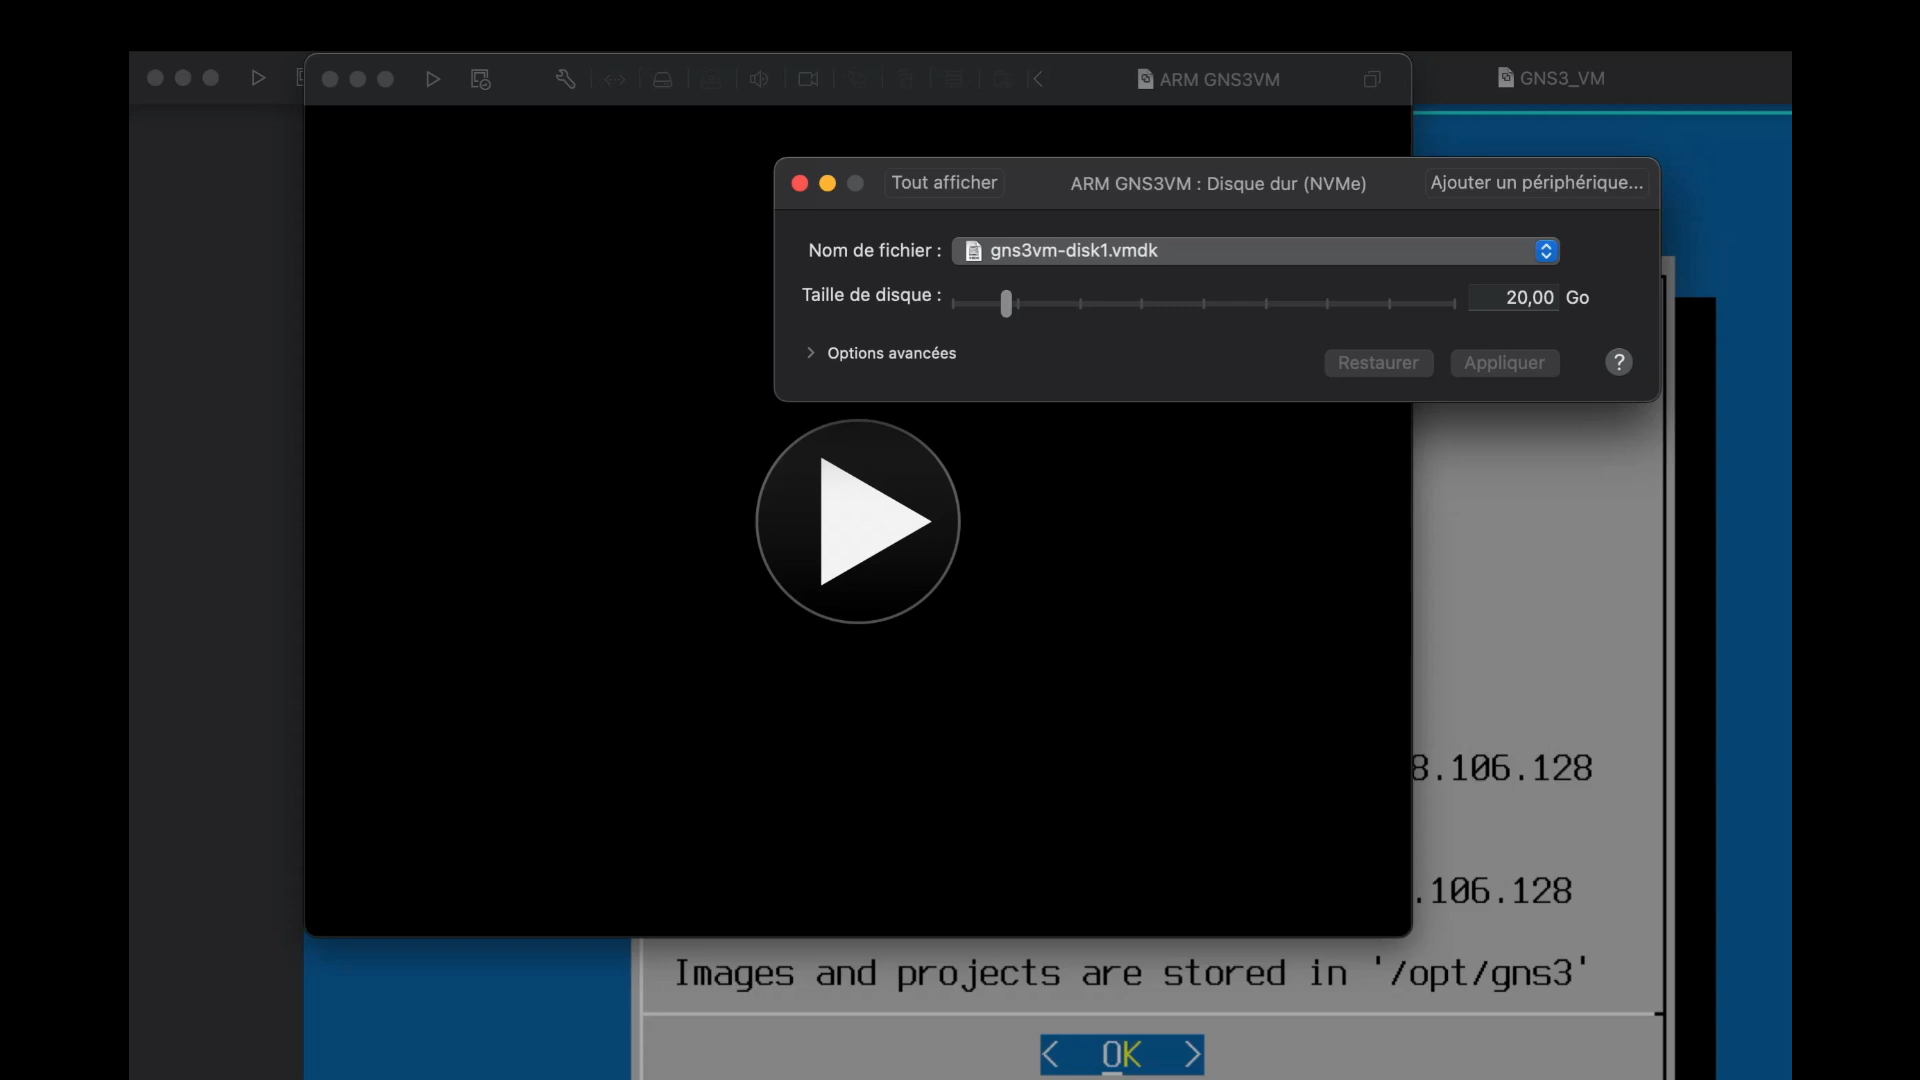 ARM GNS3VM
GNS3_VM
Tout afficher
ARM GNS3VM : Disque dur (NVMe)
Ajouter un périphérique...
Nom de fichier :
gns3vm-disk1.vmdk
Taille de disque :
20,00 Go
Options avancées
Restaurer
Appliquer
?
8.106.128
.106.128
Images and projects are stored in '/opt/gns3'
< OK >